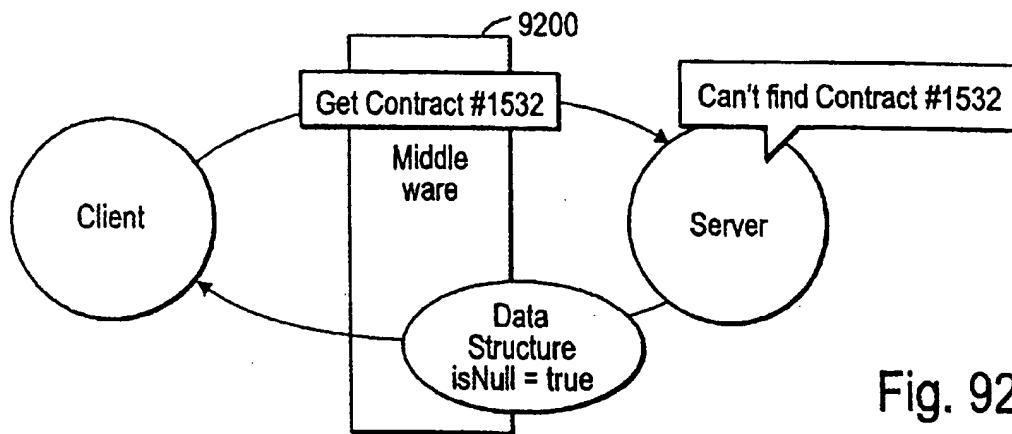 9200
Get Contract #1532
Can't find Contract #1532
Middle
ware
Client
Server
Data
Structure
isNull = true
Fig. 92